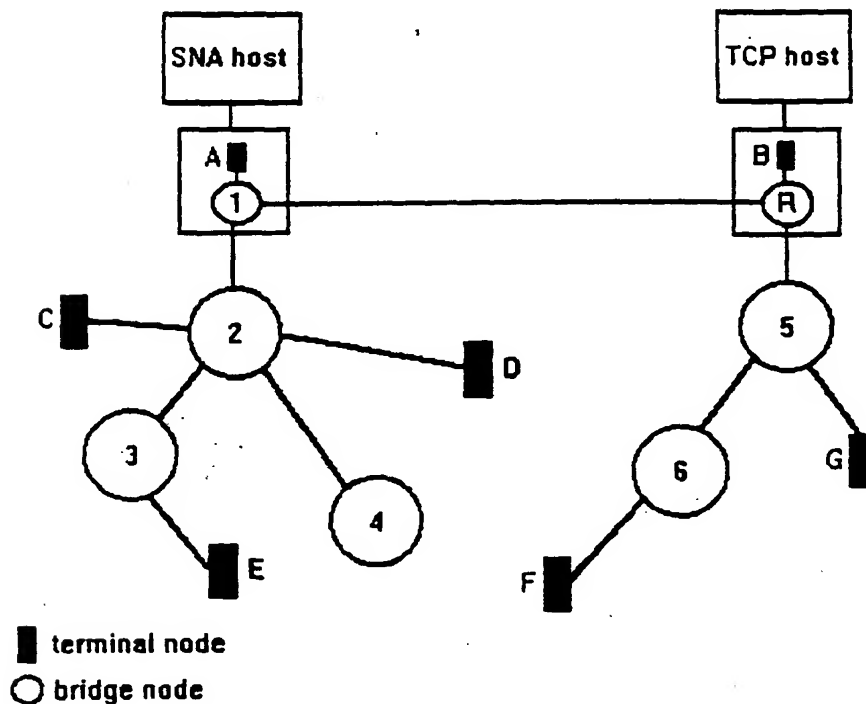 SNA host
TCP host
A
B
1
R
C
2
5
D
3
6
G
4
E
F
terminal node
bridge node